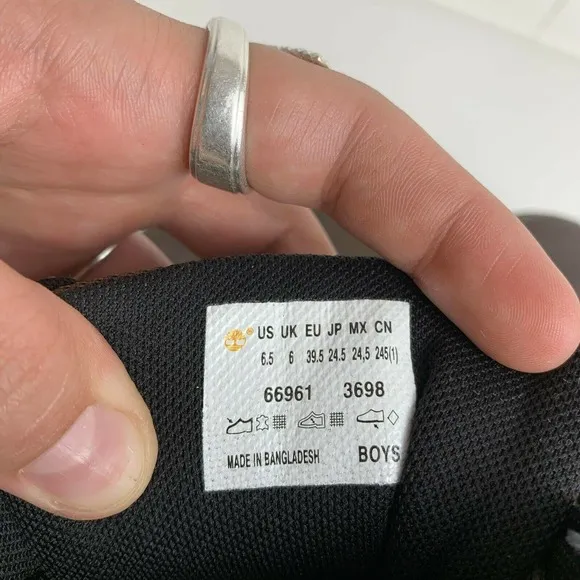 US UK EU JP MX CN
6.5 6 39.5 24.5 24,5 245(1)
66961 3698
MADE IN BANGLADESH BOYS